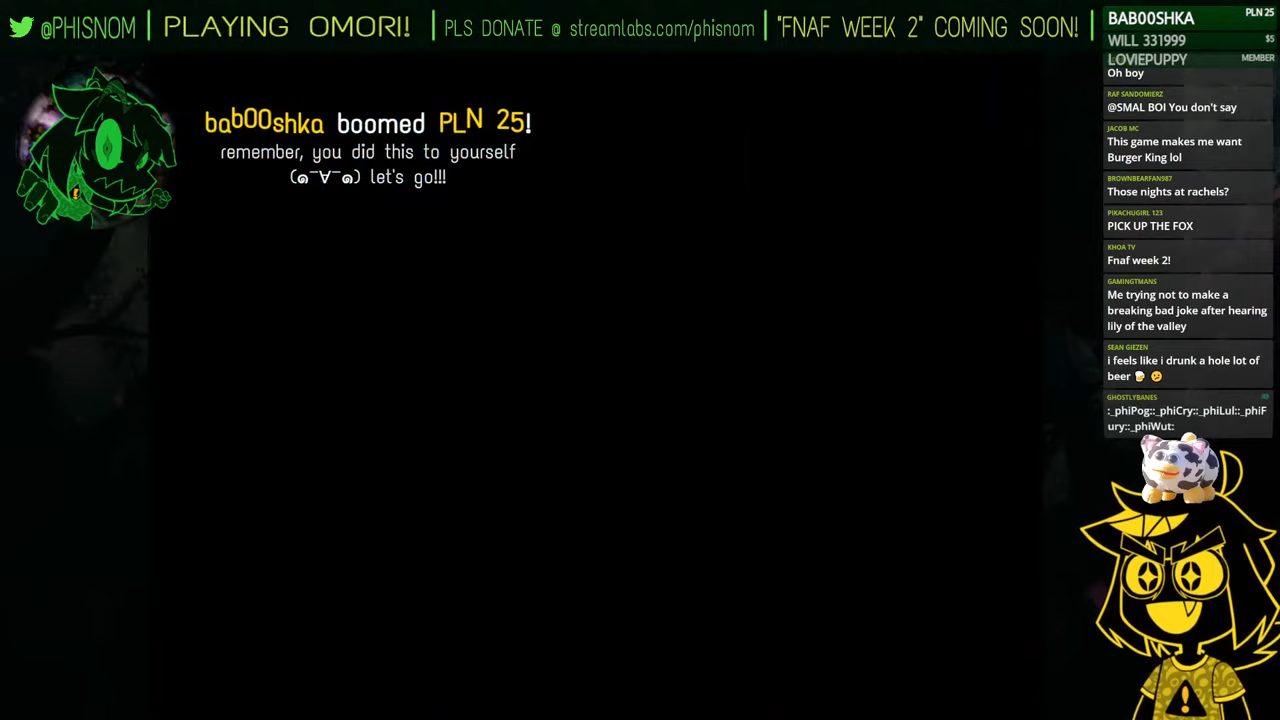 @PHISNOM | PLAYING OMORI! | PLS DONATE @ streamlabs.com/phisnom | "FNAF WEEK 2" COMING SOON! |
BAB00SHKA PLN 25
WILL 331999 $5
LOVIEPUPPY MEMBER
bab00shka boomed PLN 25!
remember, you did this to yourself
(๑¯∀¯๑) let's go!!!
Oh boy
RAF SANDOMIERZ
@SMAL BOI You don't say
JACOB MC
This game makes me want
Burger King lol
BROWNBEARFAN987
Those nights at rachels?
PIKACHUGIRL 123
PICK UP THE FOX
KHOA TV
Fnaf week 2!
GAMINGTMANS
Me trying not to make a
breaking bad joke after hearing
lily of the valley
SEAN GIEZEN
i feels like i drunk a hole lot of
beer 🍺 😕
GHOSTLYBANES
:_phiPog::_phiCry::_phiLul::_phiF
ury::_phiWut: